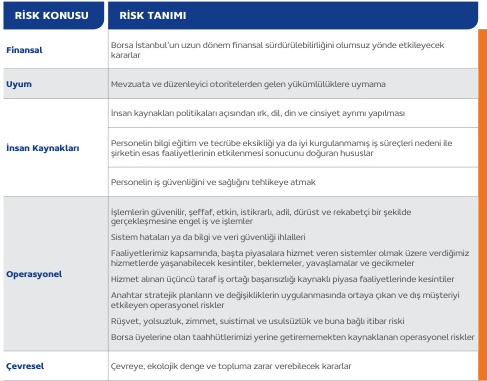 RİSK KONUSU
RİSK TANIMI
Finansal
Borsa İstanbul'un uzun dönem finansal sürdürülebilirliğini olumsuz yönde etkileyecek
kararlar
Uyum
Mevzuata ve düzenleyici otoritelerden gelen yükümlülüklere uymama
İnsan Kaynakları
İnsan kaynakları politikaları açısından ırk, dil, din ve cinsiyet ayrımı yapılması
Personelin bilgi eğitim ve tecrübe eksikliği ya da iyi kurgulanmamış iş süreçleri nedeni ile
şirketin esas faaliyetlerinin etkilenmesi sonucunu doğuran hususlar
Personelin iş güvenliğini ve sağlığını tehlikeye atmak
Operasyonel
İşlemlerin güvenilir, şeffaf, etkin, istikrarlı, adil, dürüst ve rekabetçi bir şekilde
gerçekleşmesine engel iş ve işlemler
Sistem hataları ya da bilgi ve veri güvenliği ihlalleri
Faaliyetlerimiz kapsamında, başta piyasalara hizmet veren sistemler olmak üzere verdiğimiz
hizmetlerde yaşanabilecek kesintiler, beklemeler, yavaşlamalar ve gecikmeler
Hizmet alınan üçüncü taraf iş ortağı başarısızlığı kaynaklı piyasa faaliyetlerinde kesintiler
Anahtar stratejik planların ve değişikliklerin uygulanmasında ortaya çıkan ve dış müşteriyi
etkileyen operasyonel riskler
Rüşvet, yolsuzluk, zimmet, suistimal ve usulsüzlük ve buna bağlı itibar riski
Borsa üyelerine olan taahhütlerimizi yerine getirememekten kaynaklanan operasyonel riskler
Çevresel
Çevreye, ekolojik denge ve topluma zarar verebilecek kararlar